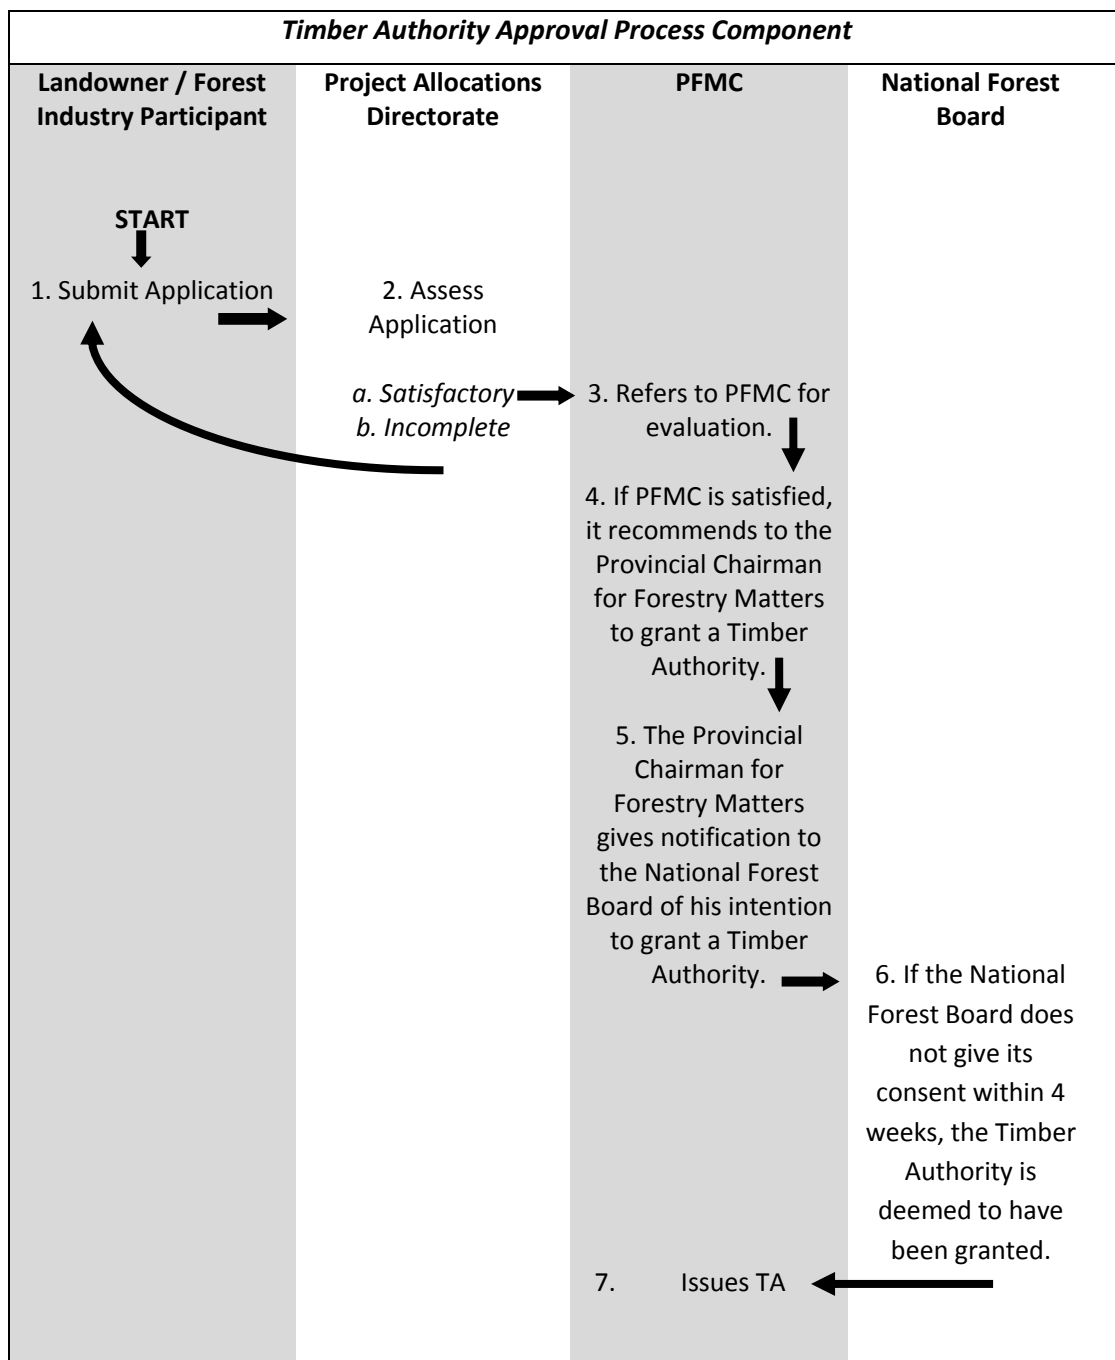 Timber Authority Approval Process Component
Landowner / Forest
Industry Participant
Project Allocations
Directorate
PFMC
National Forest
Board
START
1. Submit Application
2. Assess
Application
a. Satisfactory
b. Incomplete
3. Refers to PFMC for
evaluation.
4. If PFMC is satisfied,
it recommends to the
Provincial Chairman
for Forestry Matters
to grant a Timber
Authority.
5. The Provincial
Chairman for
Forestry Matters
gives notification to
the National Forest
Board of his intention
to grant a Timber
Authority.
6. If the National
Forest Board does
not give its
consent within 4
weeks, the Timber
Authority is
deemed to have
been granted.
7. Issues TA